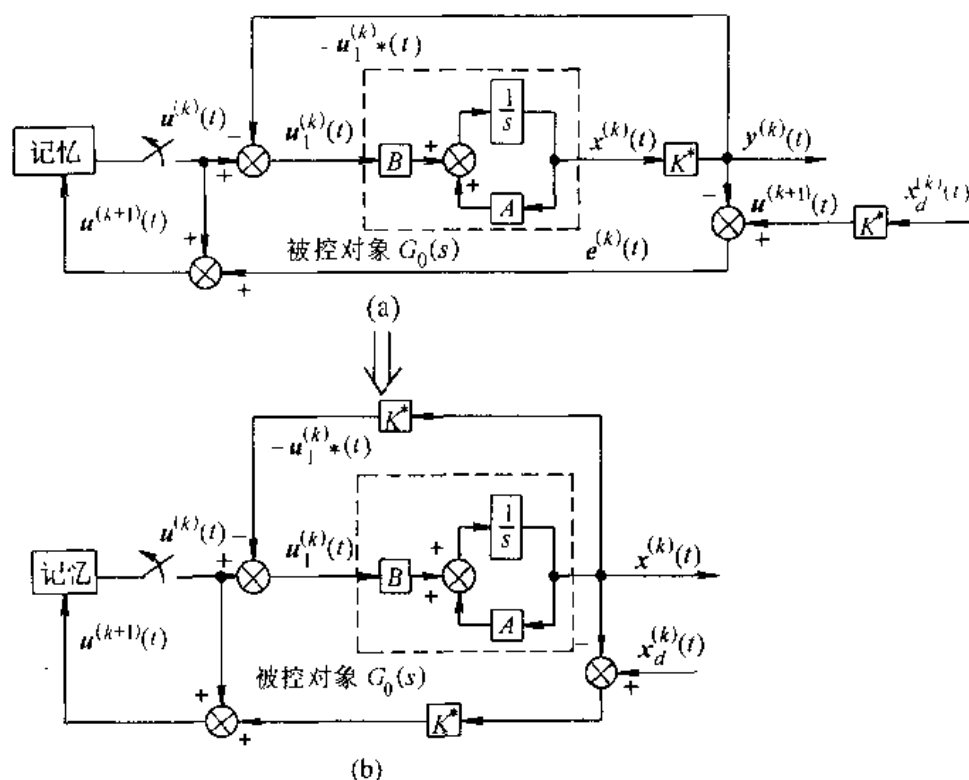 - u₁⁽ᵏ⁾*(t)
u⁽ᵏ⁾(t)
−
u₁⁽ᵏ⁾(t)
1/s
x⁽ᵏ⁾(t)
y⁽ᵏ⁾(t)
记忆
+
B
+
+
A
K*
−
u⁽ᵏ⁺¹⁾(t)
x_d⁽ᵏ⁾(t)
+
K*
u⁽ᵏ⁺¹⁾(t)
+
+
被控对象 G₀(s)
e⁽ᵏ⁾(t)
(a)
K*
- u₁⁽ᵏ⁾*(t)
u⁽ᵏ⁾(t)
−
u₁⁽ᵏ⁾(t)
1/s
x⁽ᵏ⁾(t)
记忆
+
B
+
+
A
−
x_d⁽ᵏ⁾(t)
+
u⁽ᵏ⁺¹⁾(t)
被控对象 G₀(s)
+
+
K*
(b)